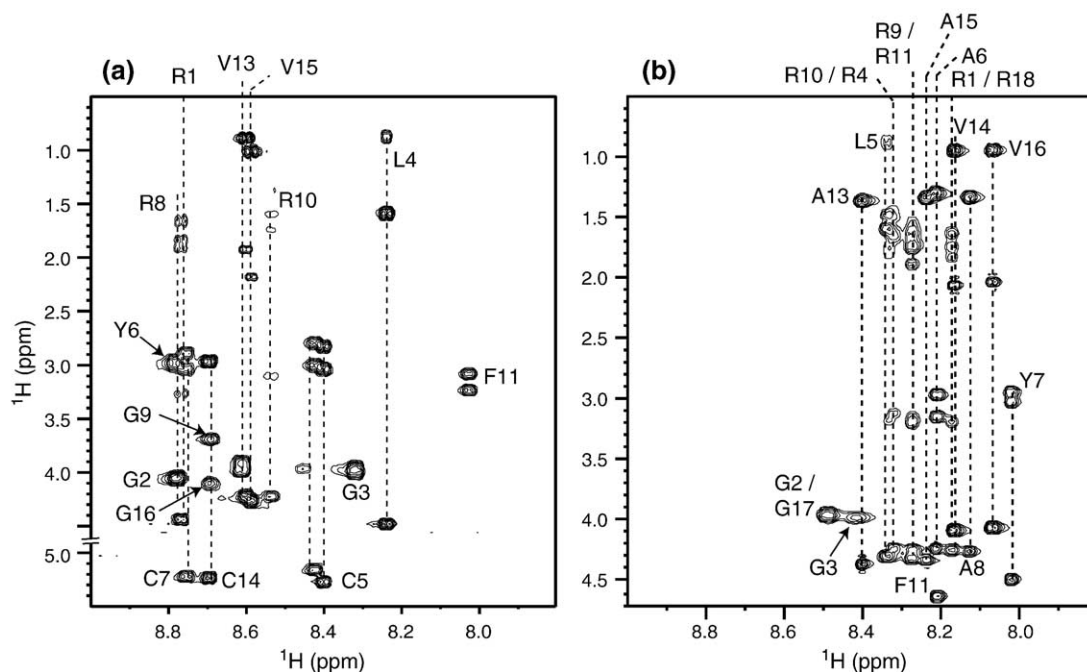 (a)
R1
V13
V15
R8
R10
L4
Y6
G9
G2
G16
F11
G3
C7
C14
C5
1.0
1.5
2.0
2.5
3.0
3.5
4.0
5.0
¹H (ppm)
8.8
8.6
8.4
8.2
8.0
¹H (ppm)
(b)
R9 /
R11
A15
A6
R10 / R4
R1 / R18
V14
L5
V16
A13
Y7
G2 /
G17
G3
F11
A8
1.0
1.5
2.0
2.5
3.0
3.5
4.0
4.5
¹H (ppm)
8.8
8.6
8.4
8.2
8.0
¹H (ppm)